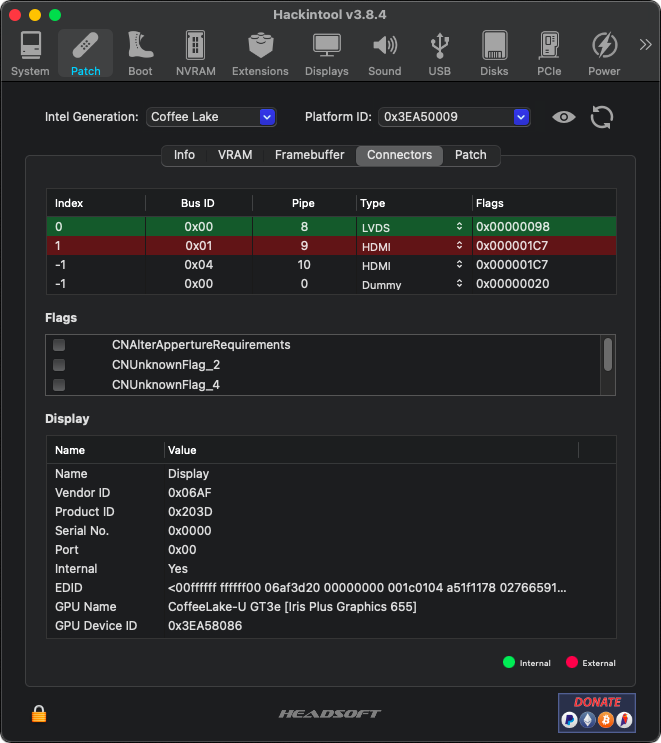 Hackintool v3.8.4
System Patch Boot NVRAM Extensions Displays Sound USB Disks PCIe Power
Intel Generation: Coffee Lake Platform ID: 0x3EA50009
Info VRAM Framebuffer Connectors Patch
Index Bus ID Pipe Type Flags
0 0x00 8 LVDS 0x00000098
1 0x01 9 HDMI 0x000001C7
-1 0x04 10 HDMI 0x000001C7
-1 0x00 0 Dummy 0x00000020
Flags
CNAlterAppertureRequirements
CNUnknownFlag_2
CNUnknownFlag_4
Display
Name Value
Name Display
Vendor ID 0x06AF
Product ID 0x203D
Serial No. 0x0000
Port 0x00
Internal Yes
EDID <00ffffff ffffff00 06af3d20 00000000 001c0104 a51f1178 02766591...
GPU Name CoffeeLake-U GT3e [Iris Plus Graphics 655]
GPU Device ID 0x3EA58086
Internal External
HEADSOFT
DONATE